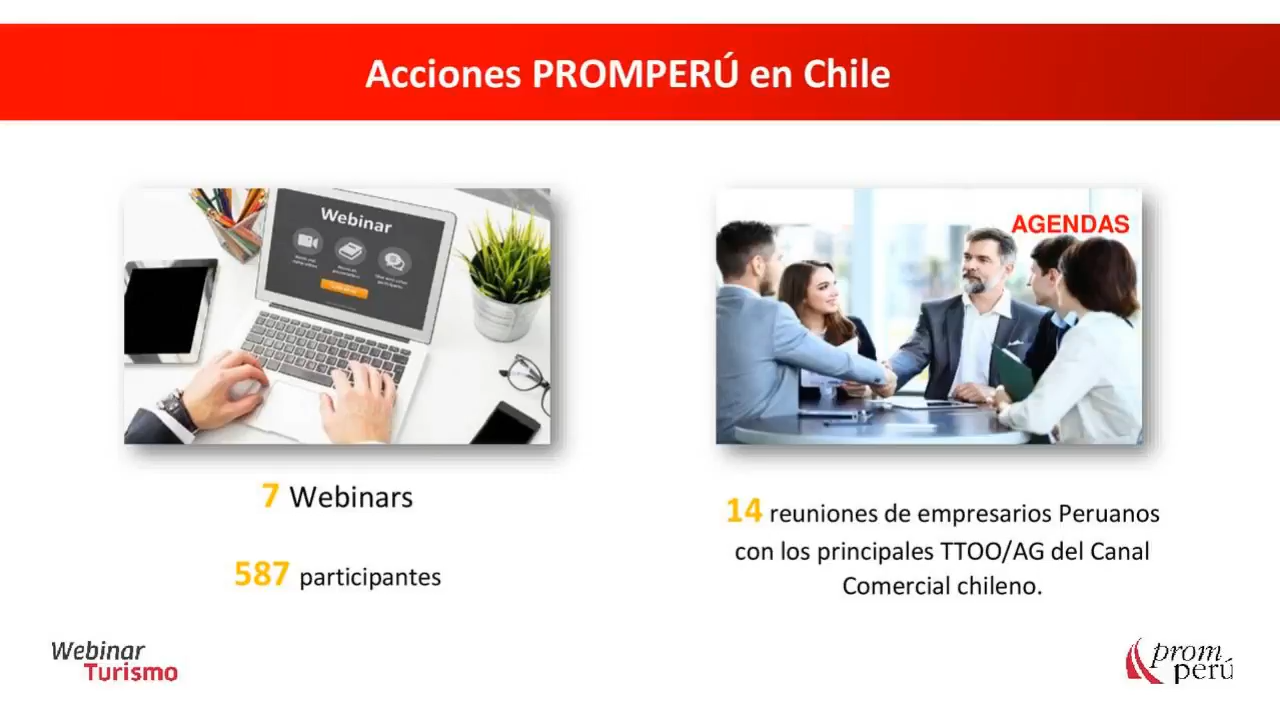 Acciones PROMPERÚ en Chile
Webinar
AGENDAS
7 Webinars
587 participantes
14 reuniones de empresarios Peruanos
con los principales TTOO/AG del Canal
Comercial chileno.
Webinar
Turismo
prom
perú